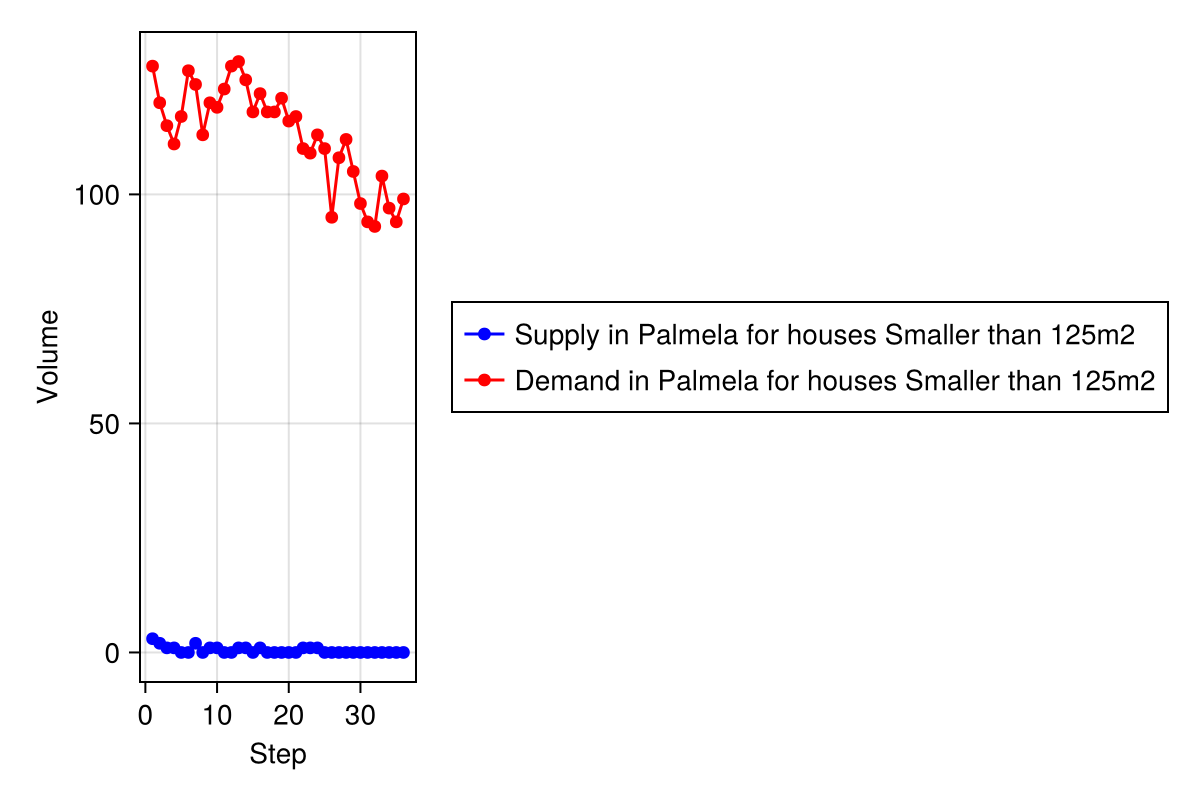 Volume
100
50
0
0 10 20 30
Step
Supply in Palmela for houses Smaller than 125m2
Demand in Palmela for houses Smaller than 125m2